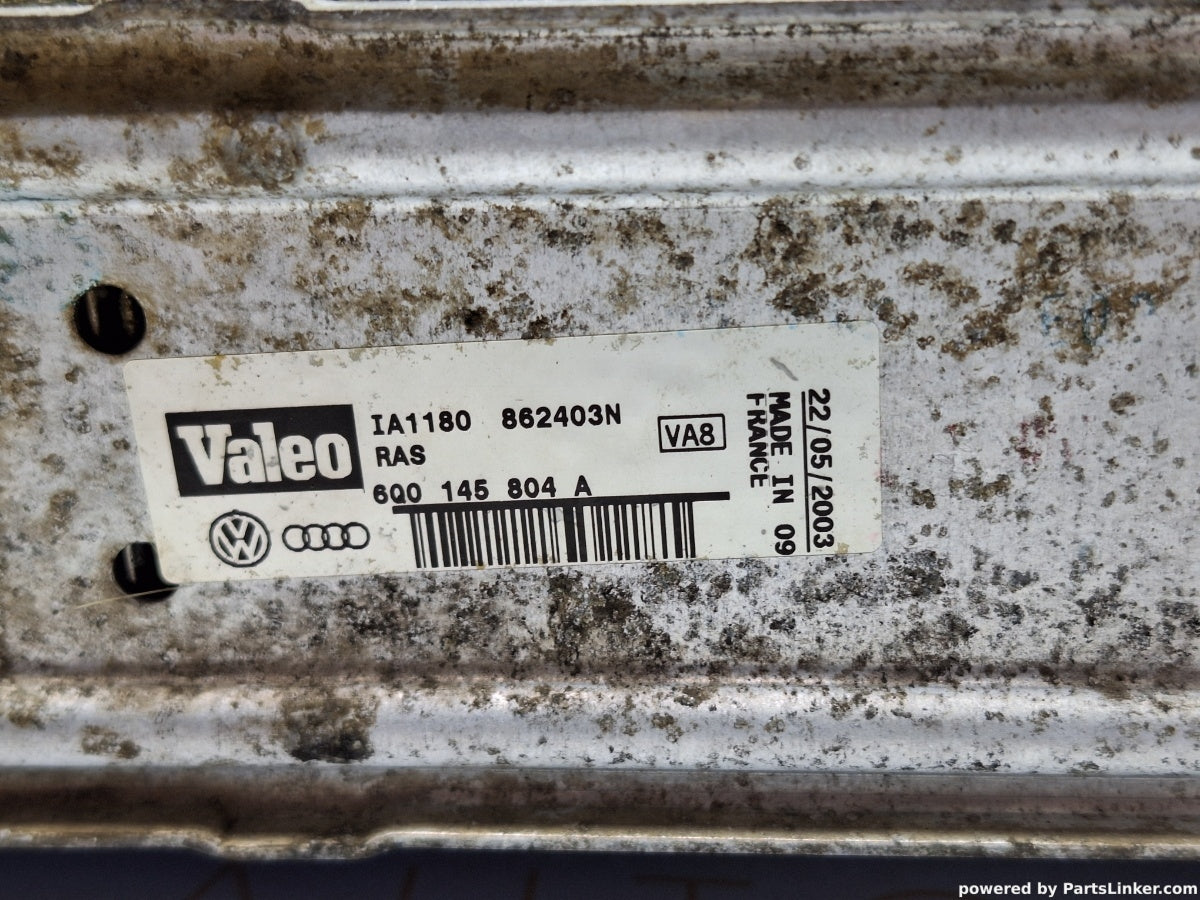 Valeo
IA1180 862403N
RAS
VA8
6Q0 145 804 A
22/05/2003
MADE IN 09
FRANCE
powered by PartsLinker.com